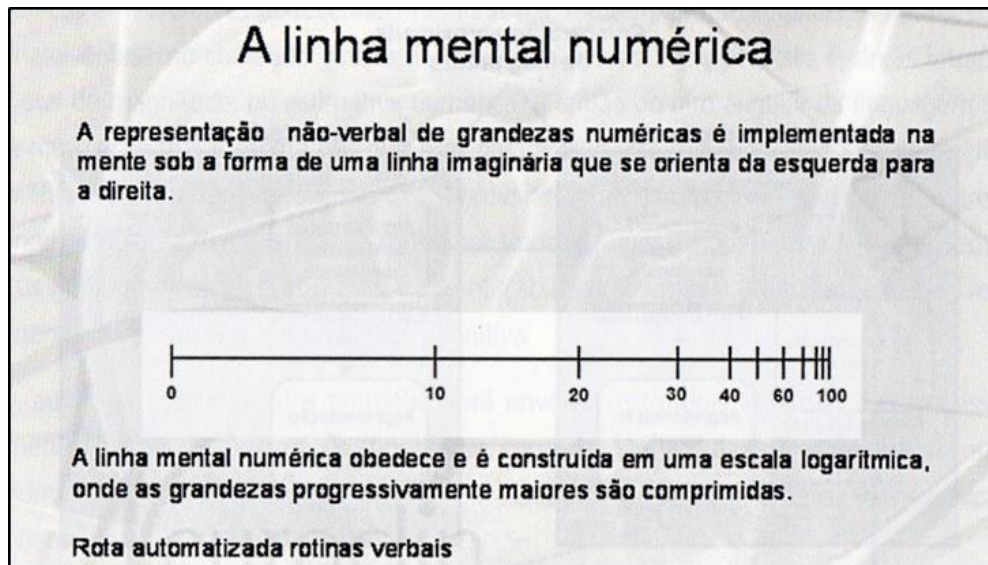 A linha mental numérica
A representação não-verbal de grandezas numéricas é implementada na
mente sob a forma de uma linha imaginária que se orienta da esquerda para
a direita.
0 10 20 30 40 60 100
A linha mental numérica obedece e é construída em uma escala logarítmica,
onde as grandezas progressivamente maiores são comprimidas.
Rota automatizada rotinas verbais